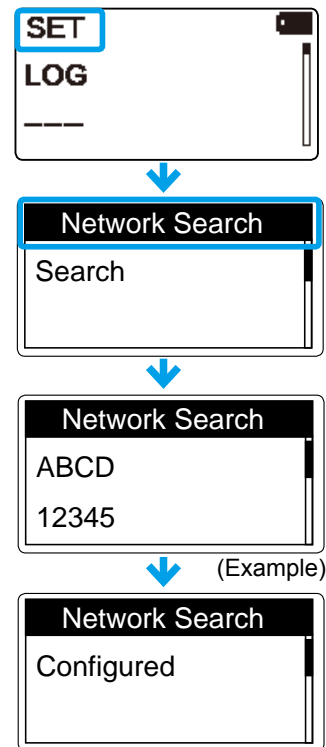 SET
LOG
---
Network Search
Search
Network Search
ABCD
12345
(Example)
Network Search
Configured